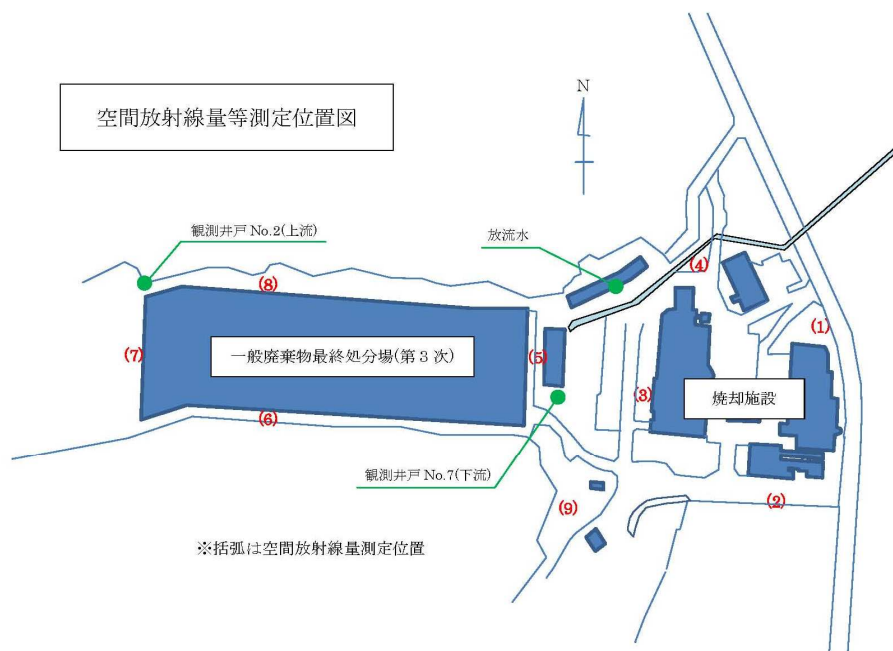 空間放射線量等測定位置図
N
観測井戸 No.2(上流)
放流水
(4)
(8)
(1)
(7)
一般廃棄物最終処分場(第3次)
(5)
(3)
焼却施設
(6)
観測井戸 No.7(下流)
(2)
(9)
※括弧は空間放射線量測定位置